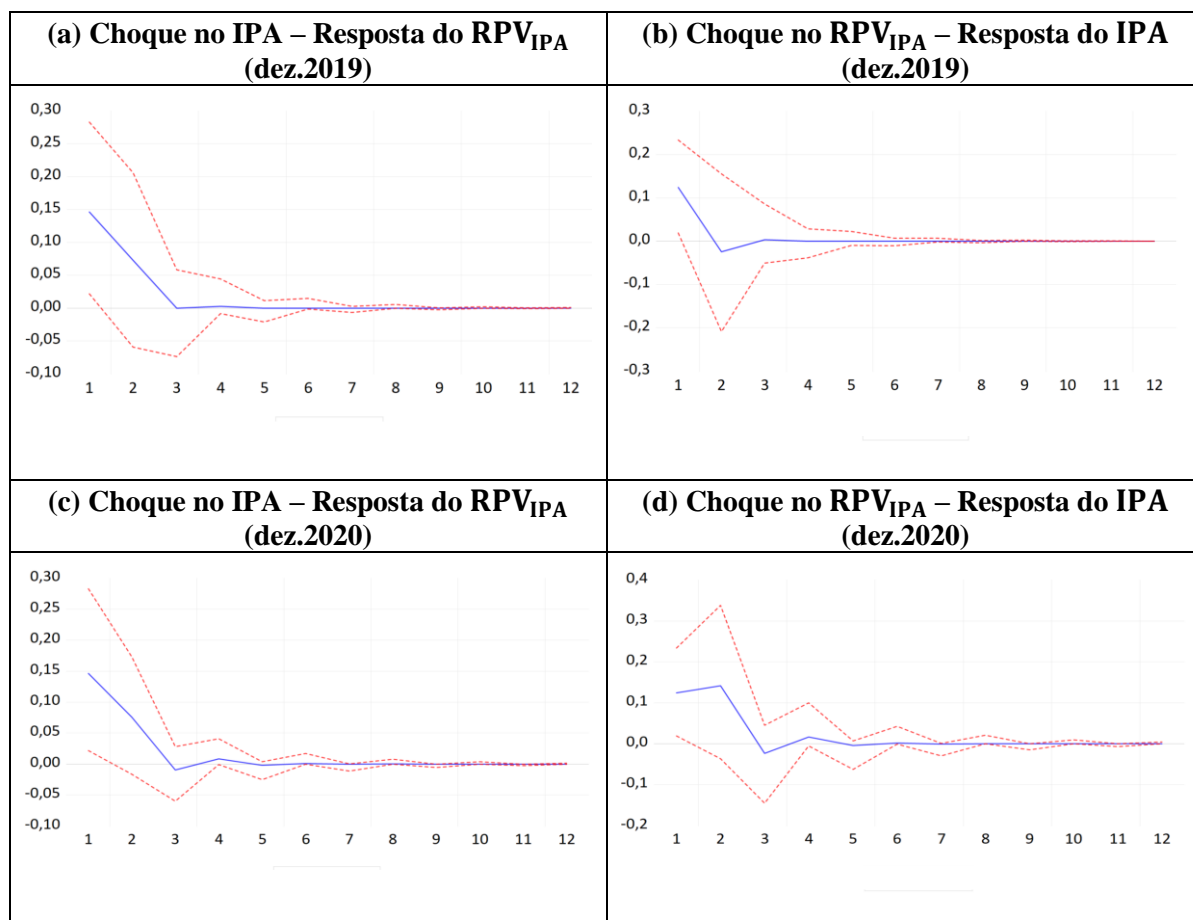 (a) Choque no IPA – Resposta do RPV_IPA
(dez.2019)
(b) Choque no RPV_IPA – Resposta do IPA
(dez.2019)
0,30
0,25
0,20
0,15
0,10
0,05
0,00
-0,05
-0,10
1 2 3 4 5 6 7 8 9 10 11 12
0,3
0,2
0,1
0,0
-0,1
-0,2
-0,3
1 2 3 4 5 6 7 8 9 10 11 12
(c) Choque no IPA – Resposta do RPV_IPA
(dez.2020)
(d) Choque no RPV_IPA – Resposta do IPA
(dez.2020)
0,30
0,25
0,20
0,15
0,10
0,05
0,00
-0,05
-0,10
1 2 3 4 5 6 7 8 9 10 11 12
0,4
0,3
0,2
0,1
0,0
-0,1
-0,2
1 2 3 4 5 6 7 8 9 10 11 12